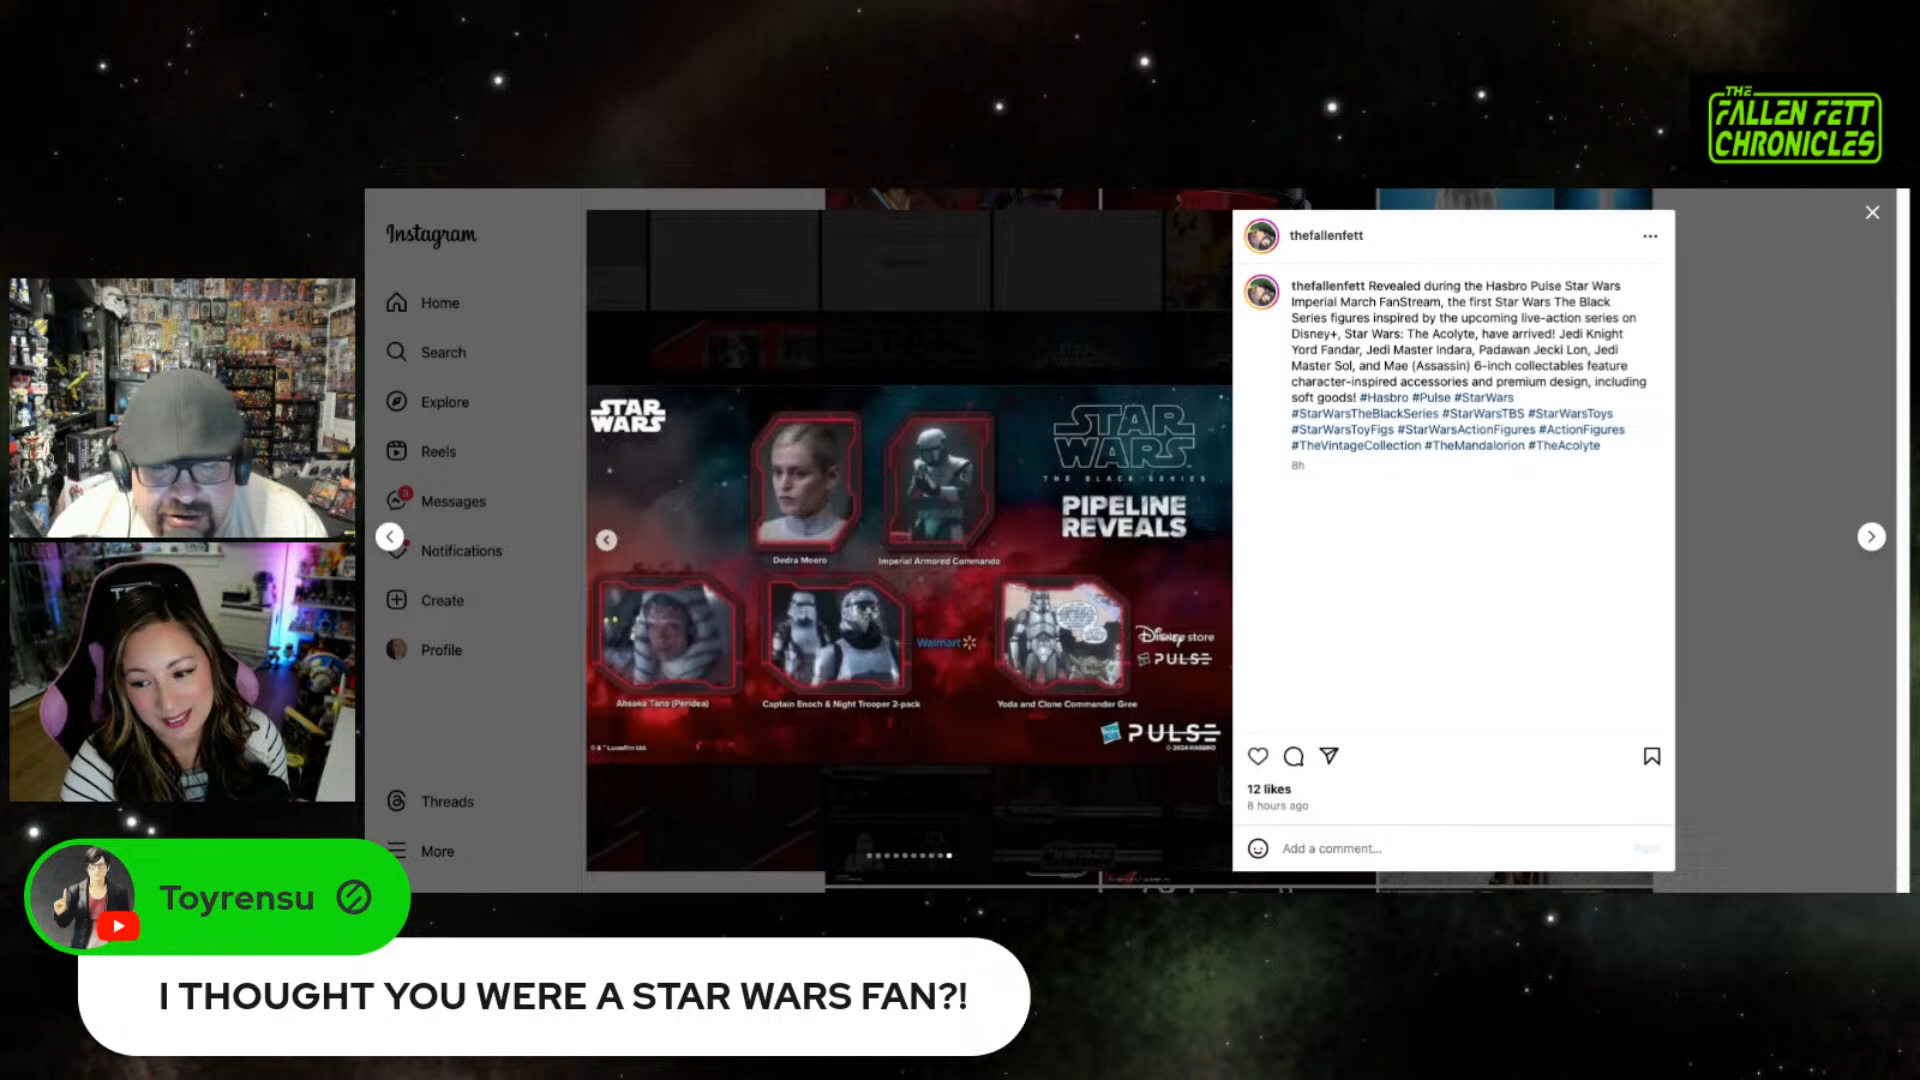 THE
FALLEN FETT
CHRONICLES
Instagram
Home
Search
Explore
Reels
3
Messages
Notifications
Create
Profile
Threads
More
STAR
WARS
STAR
WARS
THE BLACK SERIES
PIPELINE
REVEALS
Dedra Meero
Imperial Armored Commando
Walmart
Disney store
PULSE
Ahsoka Tano (Peridea)
Captain Enoch & Night Trooper 2-pack
Yoda and Clone Commander Gree
PULSE
© & ™ Lucasfilm Ltd.
© 2024 HASBRO
thefallenfett
thefallenfett Revealed during the Hasbro Pulse Star Wars
Imperial March FanStream, the first Star Wars The Black
Series figures inspired by the upcoming live-action series on
Disney+, Star Wars: The Acolyte, have arrived! Jedi Knight
Yord Fandar, Jedi Master Indara, Padawan Jecki Lon, Jedi
Master Sol, and Mae (Assassin) 6-inch collectables feature
character-inspired accessories and premium design, including
soft goods! #Hasbro #Pulse #StarWars
#StarWarsTheBlackSeries #StarWarsTBS #StarWarsToys
#StarWarsToyFigs #StarWarsActionFigures #ActionFigures
#TheVintageCollection #TheMandalorion #TheAcolyte
8h
12 likes
8 hours ago
Add a comment...
Post
Toyrensu
I THOUGHT YOU WERE A STAR WARS FAN?!